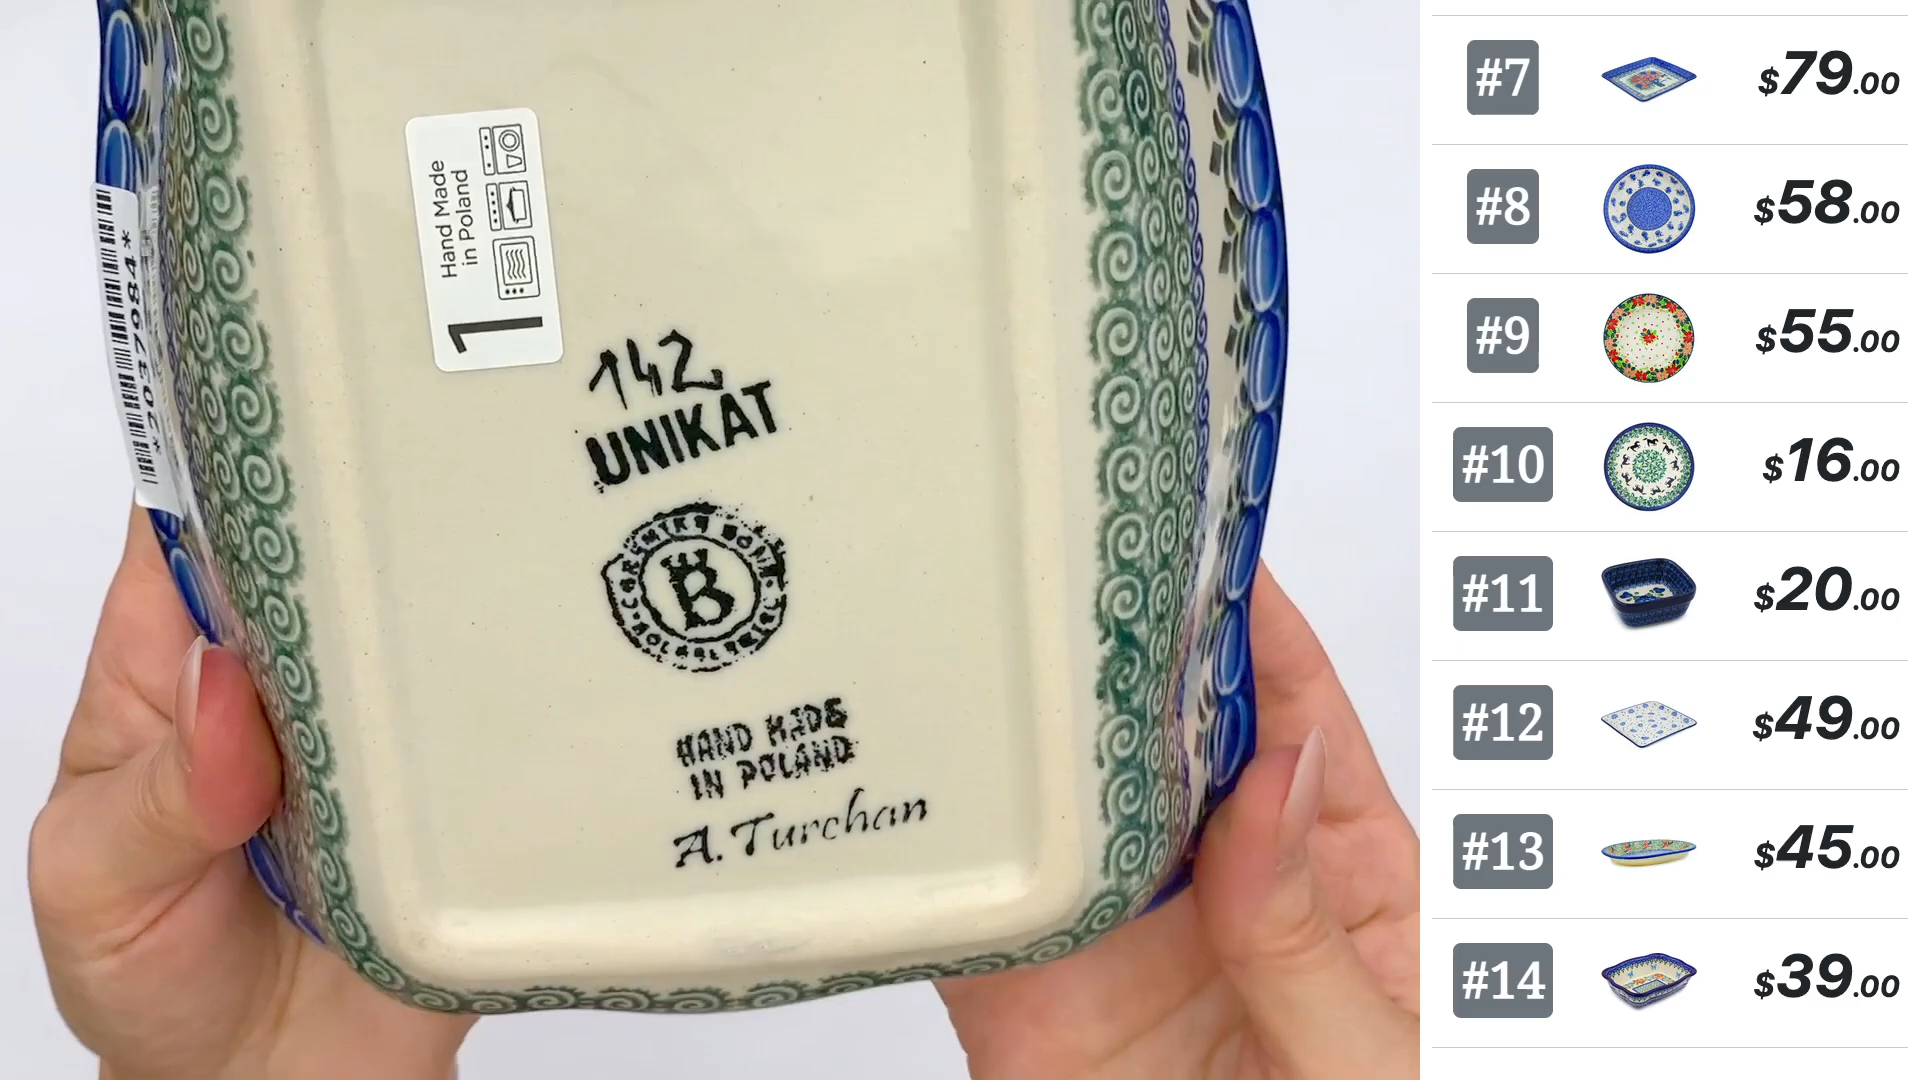 Hand Made
in Poland
1
*20379684*
142
UNIKAT
B
HAND MADE
IN POLAND
A. Turchan
#7 $79.00
#8 $58.00
#9 $55.00
#10 $16.00
#11 $20.00
#12 $49.00
#13 $45.00
#14 $39.00